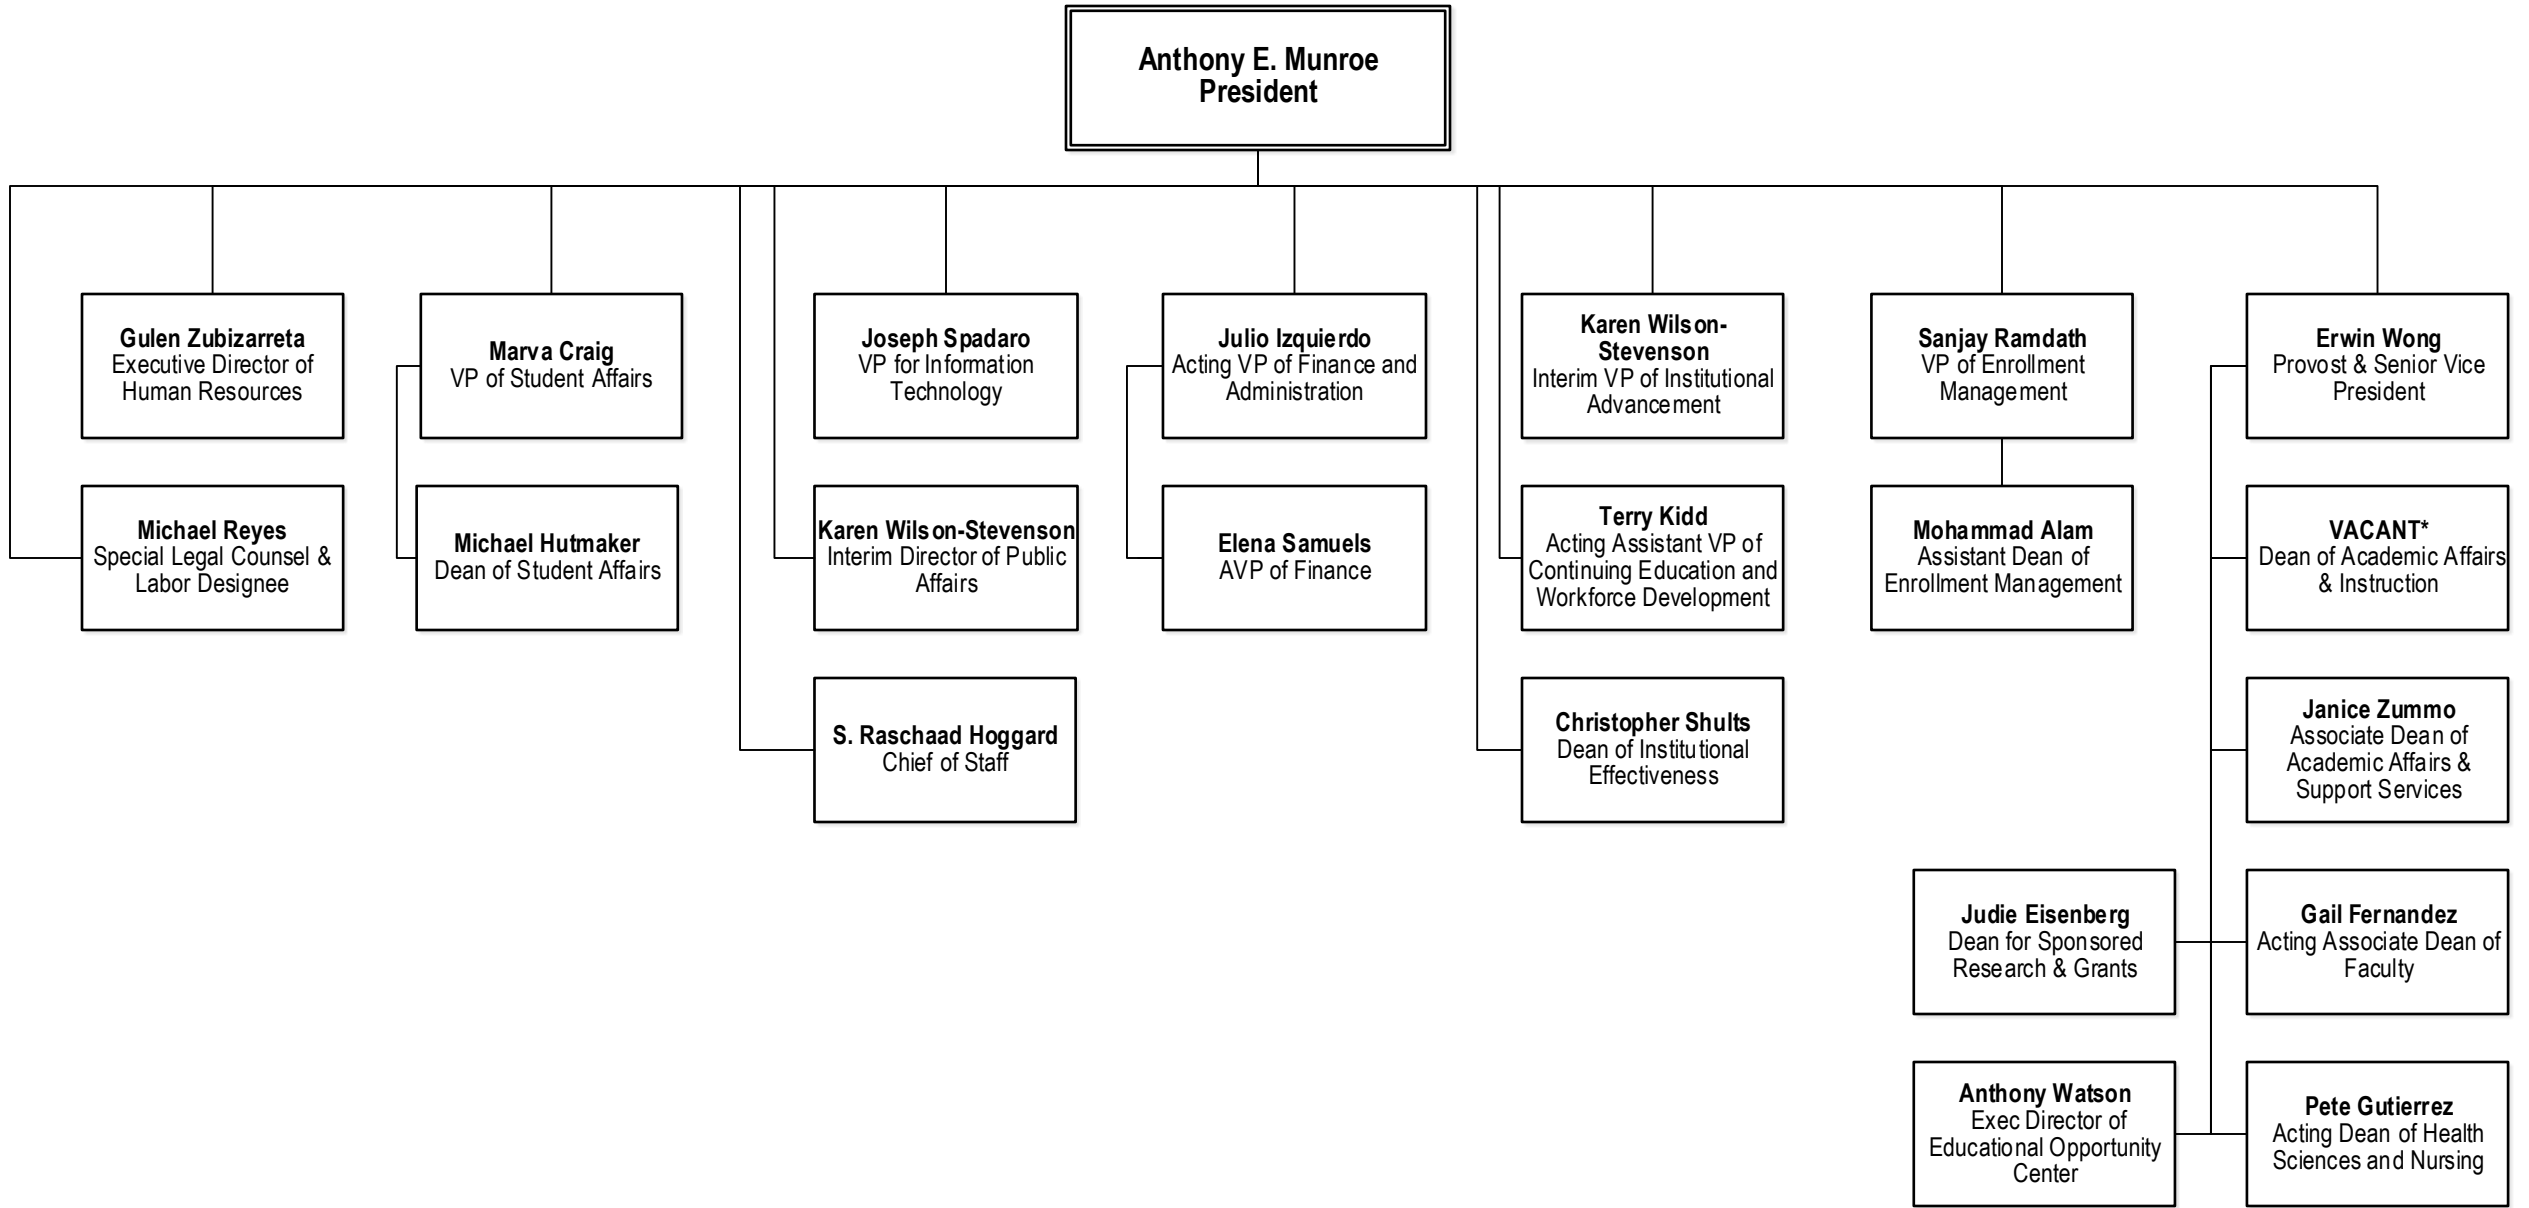 Anthony E. Munroe
President
Gulen Zubizarreta
Executive Director of
Human Resources
Marva Craig
VP of Student Affairs
Joseph Spadaro
VP for Information
Technology
Julio Izquierdo
Acting VP of Finance and
Administration
Karen Wilson-
Stevenson
Interim VP of Institutional
Advancement
Sanjay Ramdath
VP of Enrollment
Management
Erwin Wong
Provost & Senior Vice
President
Michael Reyes
Special Legal Counsel &
Labor Designee
Michael Hutmaker
Dean of Student Affairs
Karen Wilson-Stevenson
Interim Director of Public
Affairs
Elena Samuels
AVP of Finance
Terry Kidd
Acting Assistant VP of
Continuing Education and
Workforce Development
Mohammad Alam
Assistant Dean of
Enrollment Management
VACANT*
Dean of Academic Affairs
& Instruction
S. Raschaad Hoggard
Chief of Staff
Christopher Shults
Dean of Institutional
Effectiveness
Janice Zummo
Associate Dean of
Academic Affairs &
Support Services
Judie Eisenberg
Dean for Sponsored
Research & Grants
Gail Fernandez
Acting Associate Dean of
Faculty
Anthony Watson
Exec Director of
Educational Opportunity
Center
Pete Gutierrez
Acting Dean of Health
Sciences and Nursing